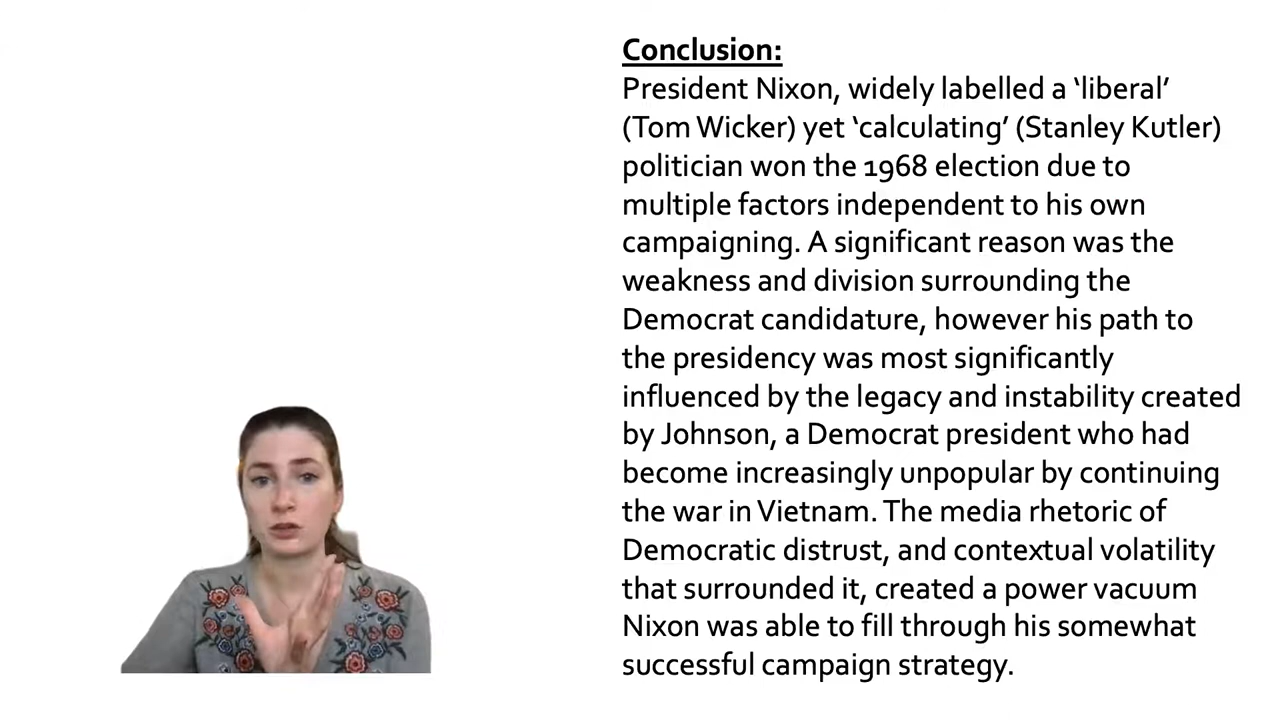 Conclusion:
President Nixon, widely labelled a ‘liberal’
(Tom Wicker) yet ‘calculating’ (Stanley Kutler)
politician won the 1968 election due to
multiple factors independent to his own
campaigning. A significant reason was the
weakness and division surrounding the
Democrat candidature, however his path to
the presidency was most significantly
influenced by the legacy and instability created
by Johnson, a Democrat president who had
become increasingly unpopular by continuing
the war in Vietnam. The media rhetoric of
Democratic distrust, and contextual volatility
that surrounded it, created a power vacuum
Nixon was able to fill through his somewhat
successful campaign strategy.